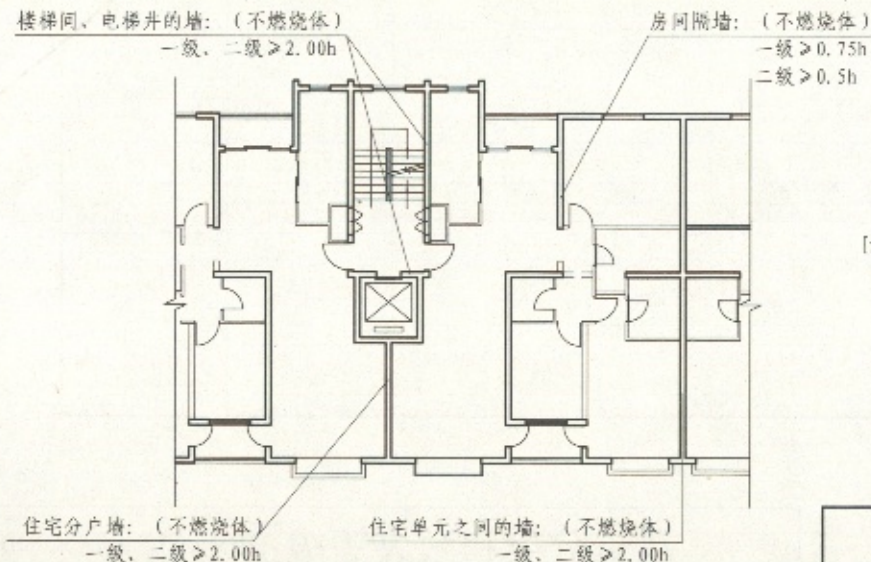 楼梯间、电梯井的墙：（不燃烧体）
一级、二级≥2.00h
房间隔墙：（不燃烧体）
一级≥0.75h
二级≥0.5h
住宅分户墙：（不燃烧体）
一级、二级≥2.00h
住宅单元之间的墙：（不燃烧体）
一级、二级≥2.00h